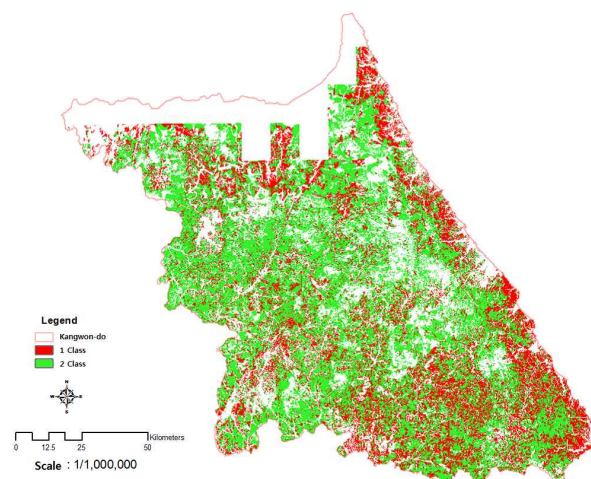 Legend
Kangwon-do
1 Class
2 Class
N
W E
S
0 12.5 25 50
Kilometers
Scale : 1/1,000,000